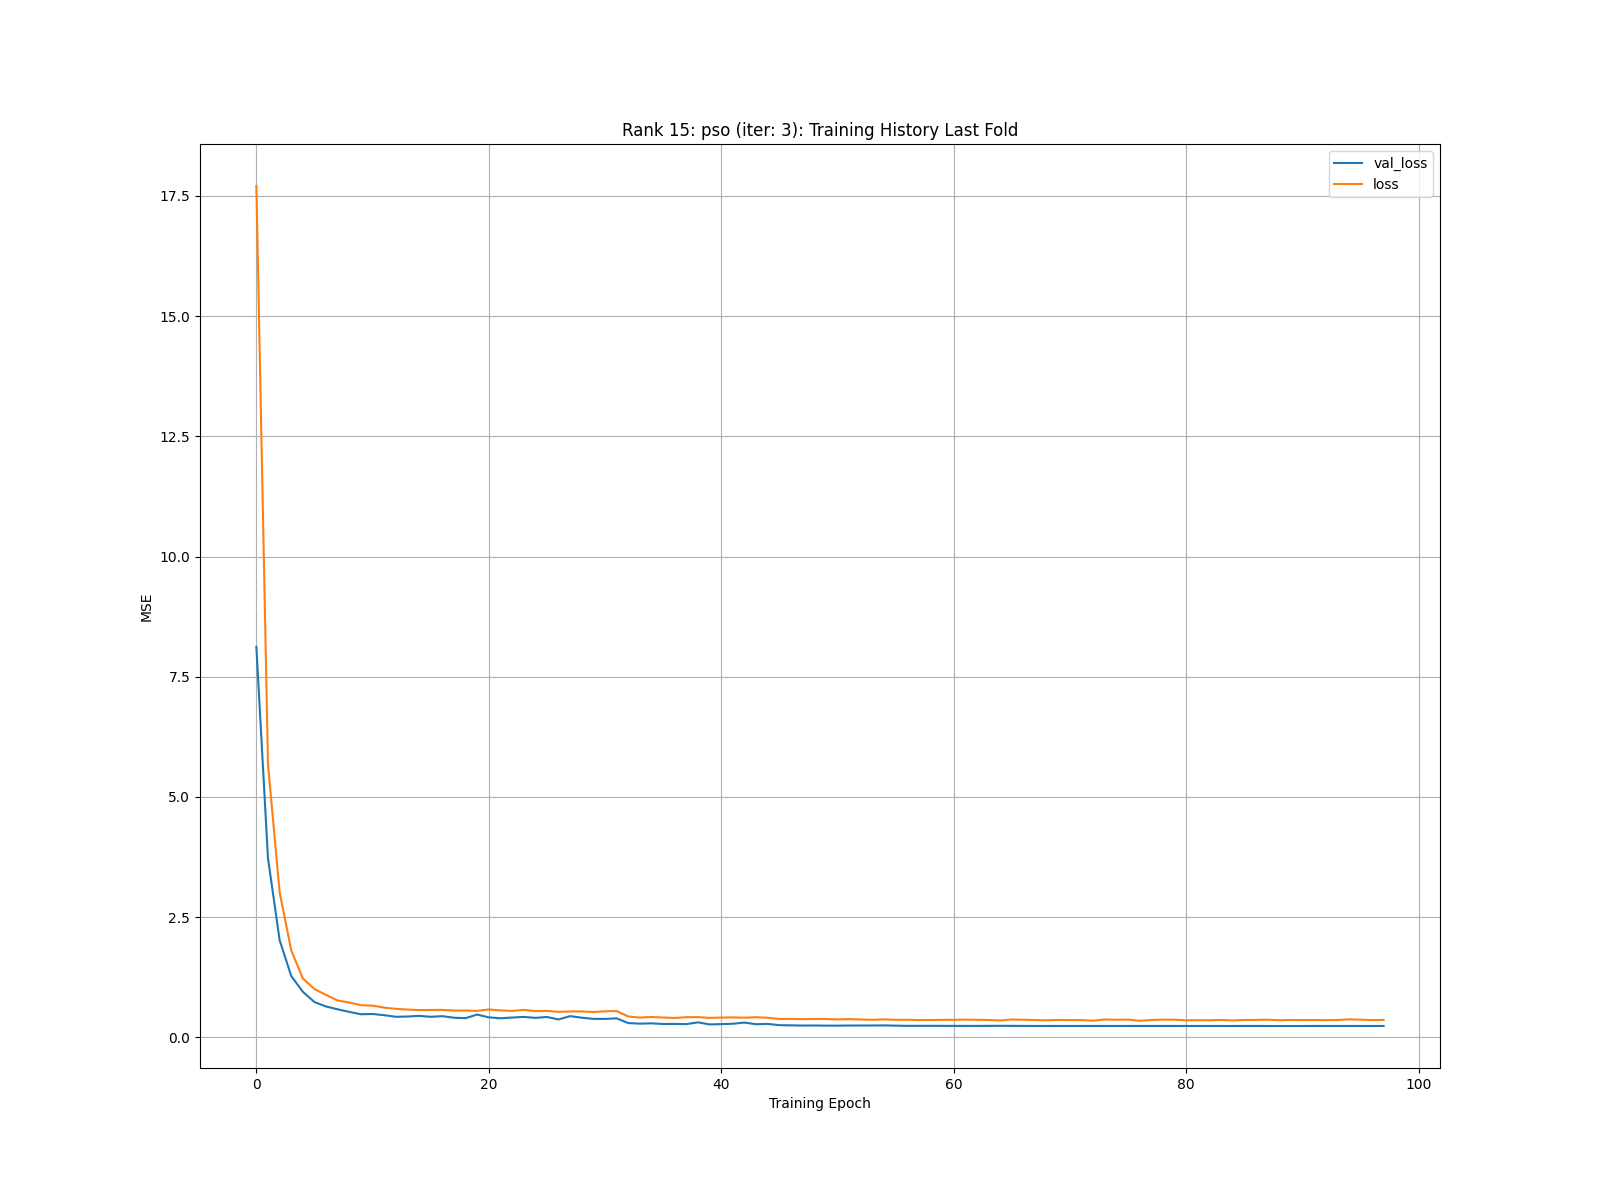 Rank 15: pso (iter: 3): Training History Last Fold
val_loss
loss
17.5
15.0
12.5
10.0
7.5
5.0
2.5
0.0
MSE
0 20 40 60 80 100
Training Epoch